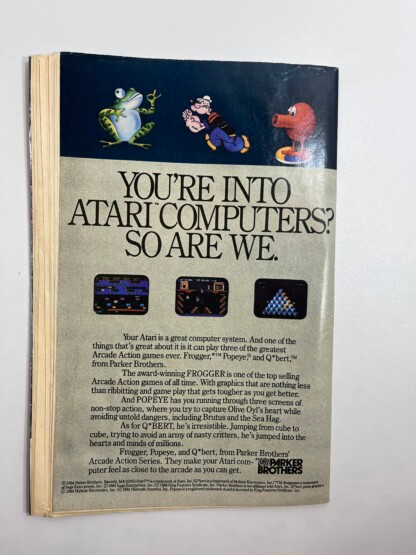 YOU'RE INTO
ATARI™ COMPUTERS?
SO ARE WE.
Your Atari is a great computer system. And one of the
things that's great about it is it can play three of the greatest
Arcade Action games ever. Frogger,*™ Popeye,® and Q*bert,™
from Parker Brothers.
The award-winning FROGGER is one of the top selling
Arcade Action games of all time. With graphics that are nothing less
than ribbitting and game play that gets tougher as you get better.
And POPEYE has you running through three screens of
non-stop action, where you try to capture Olive Oyl's heart while
avoiding untold dangers, including Brutus and the Sea Hag.
As for Q*BERT, he's irresistible. Jumping from cube to
cube, trying to avoid an army of nasty critters, he's jumped into the
hearts and minds of millions.
Frogger, Popeye, and Q*bert, from Parker Brothers'
Arcade Action Series. They make your Atari com-
puter feel as close to the arcade as you can get.
PARKER
BROTHERS